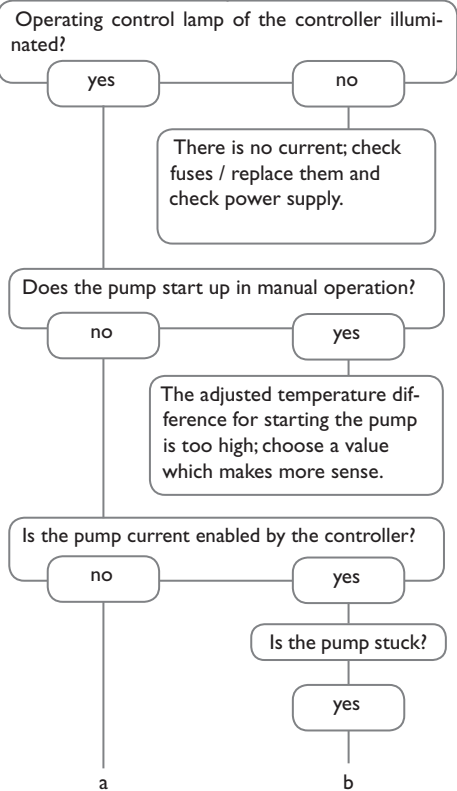 Operating control lamp of the controller illumi-
nated?
yes
no
There is no current; check
fuses / replace them and
check power supply.
Does the pump start up in manual operation?
no
yes
The adjusted temperature dif-
ference for starting the pump
is too high; choose a value
which makes more sense.
Is the pump current enabled by the controller?
no
yes
Is the pump stuck?
yes
a
b